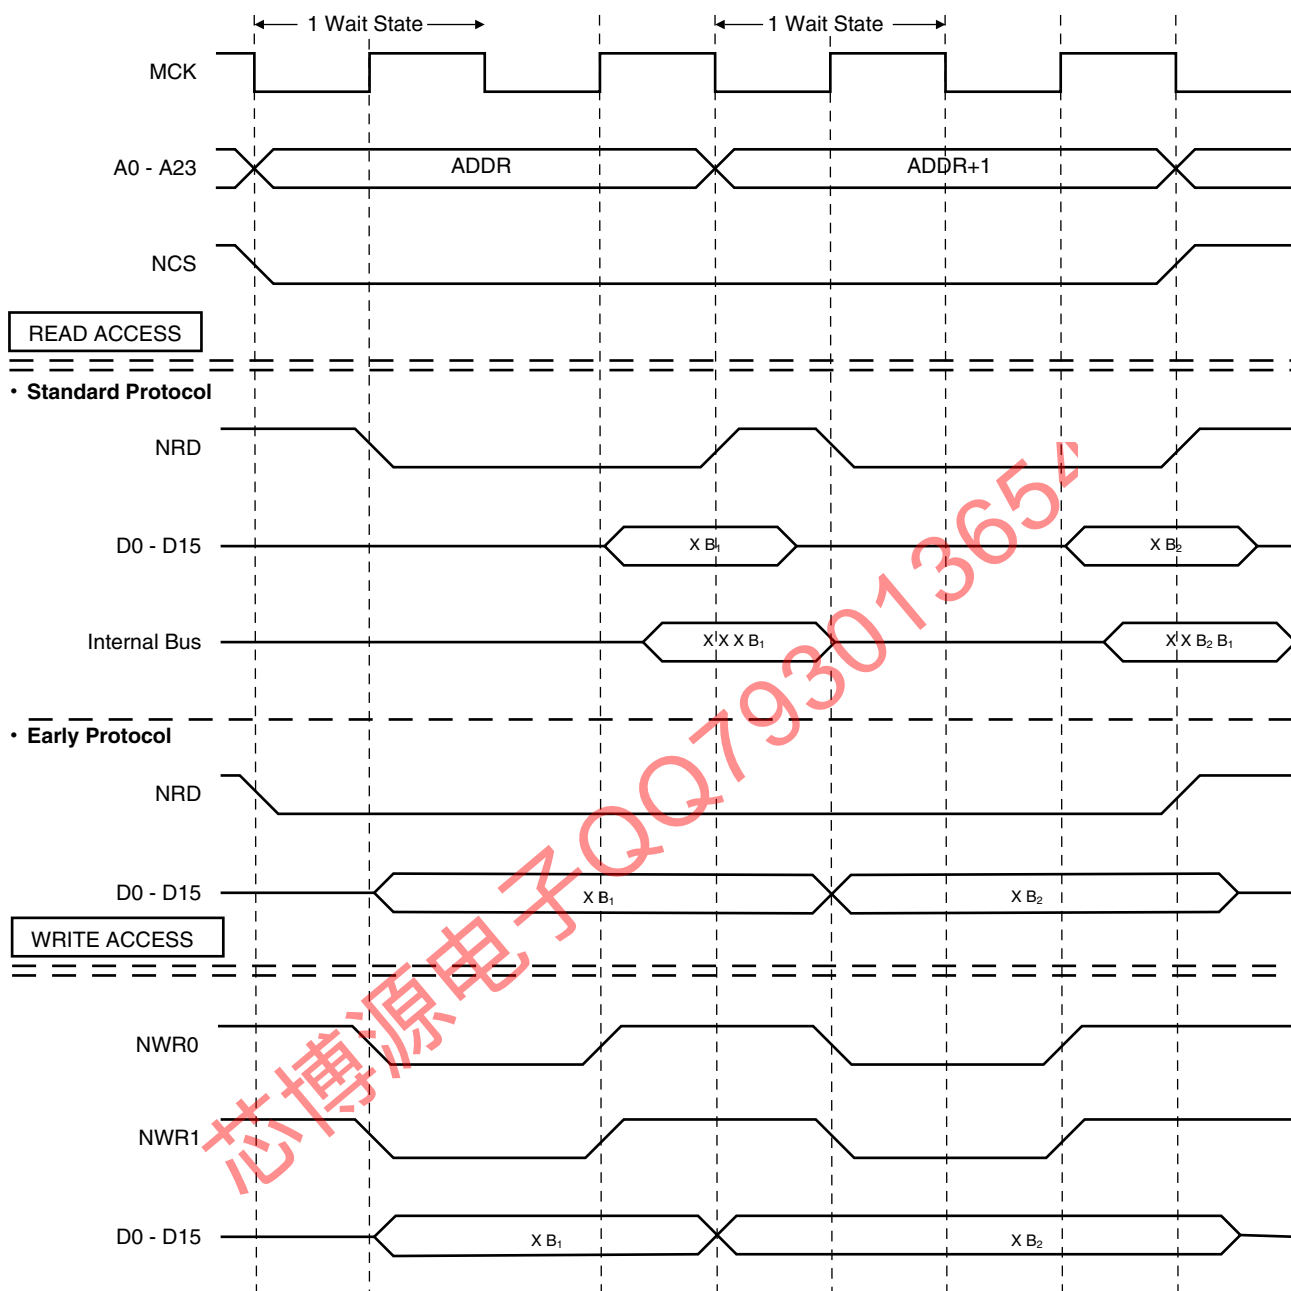 1 Wait State 1 Wait State
MCK
A0 - A23 ADDR ADDR+1
NCS
READ ACCESS
• Standard Protocol
NRD
D0 - D15 X B₁ X B₂
Internal Bus X X X B₁ X X B₂ B₁
• Early Protocol
NRD
D0 - D15 X B₁ X B₂
WRITE ACCESS
NWR0
NWR1
D0 - D15 X B₁ X B₂
芯博源电子QQ793013654